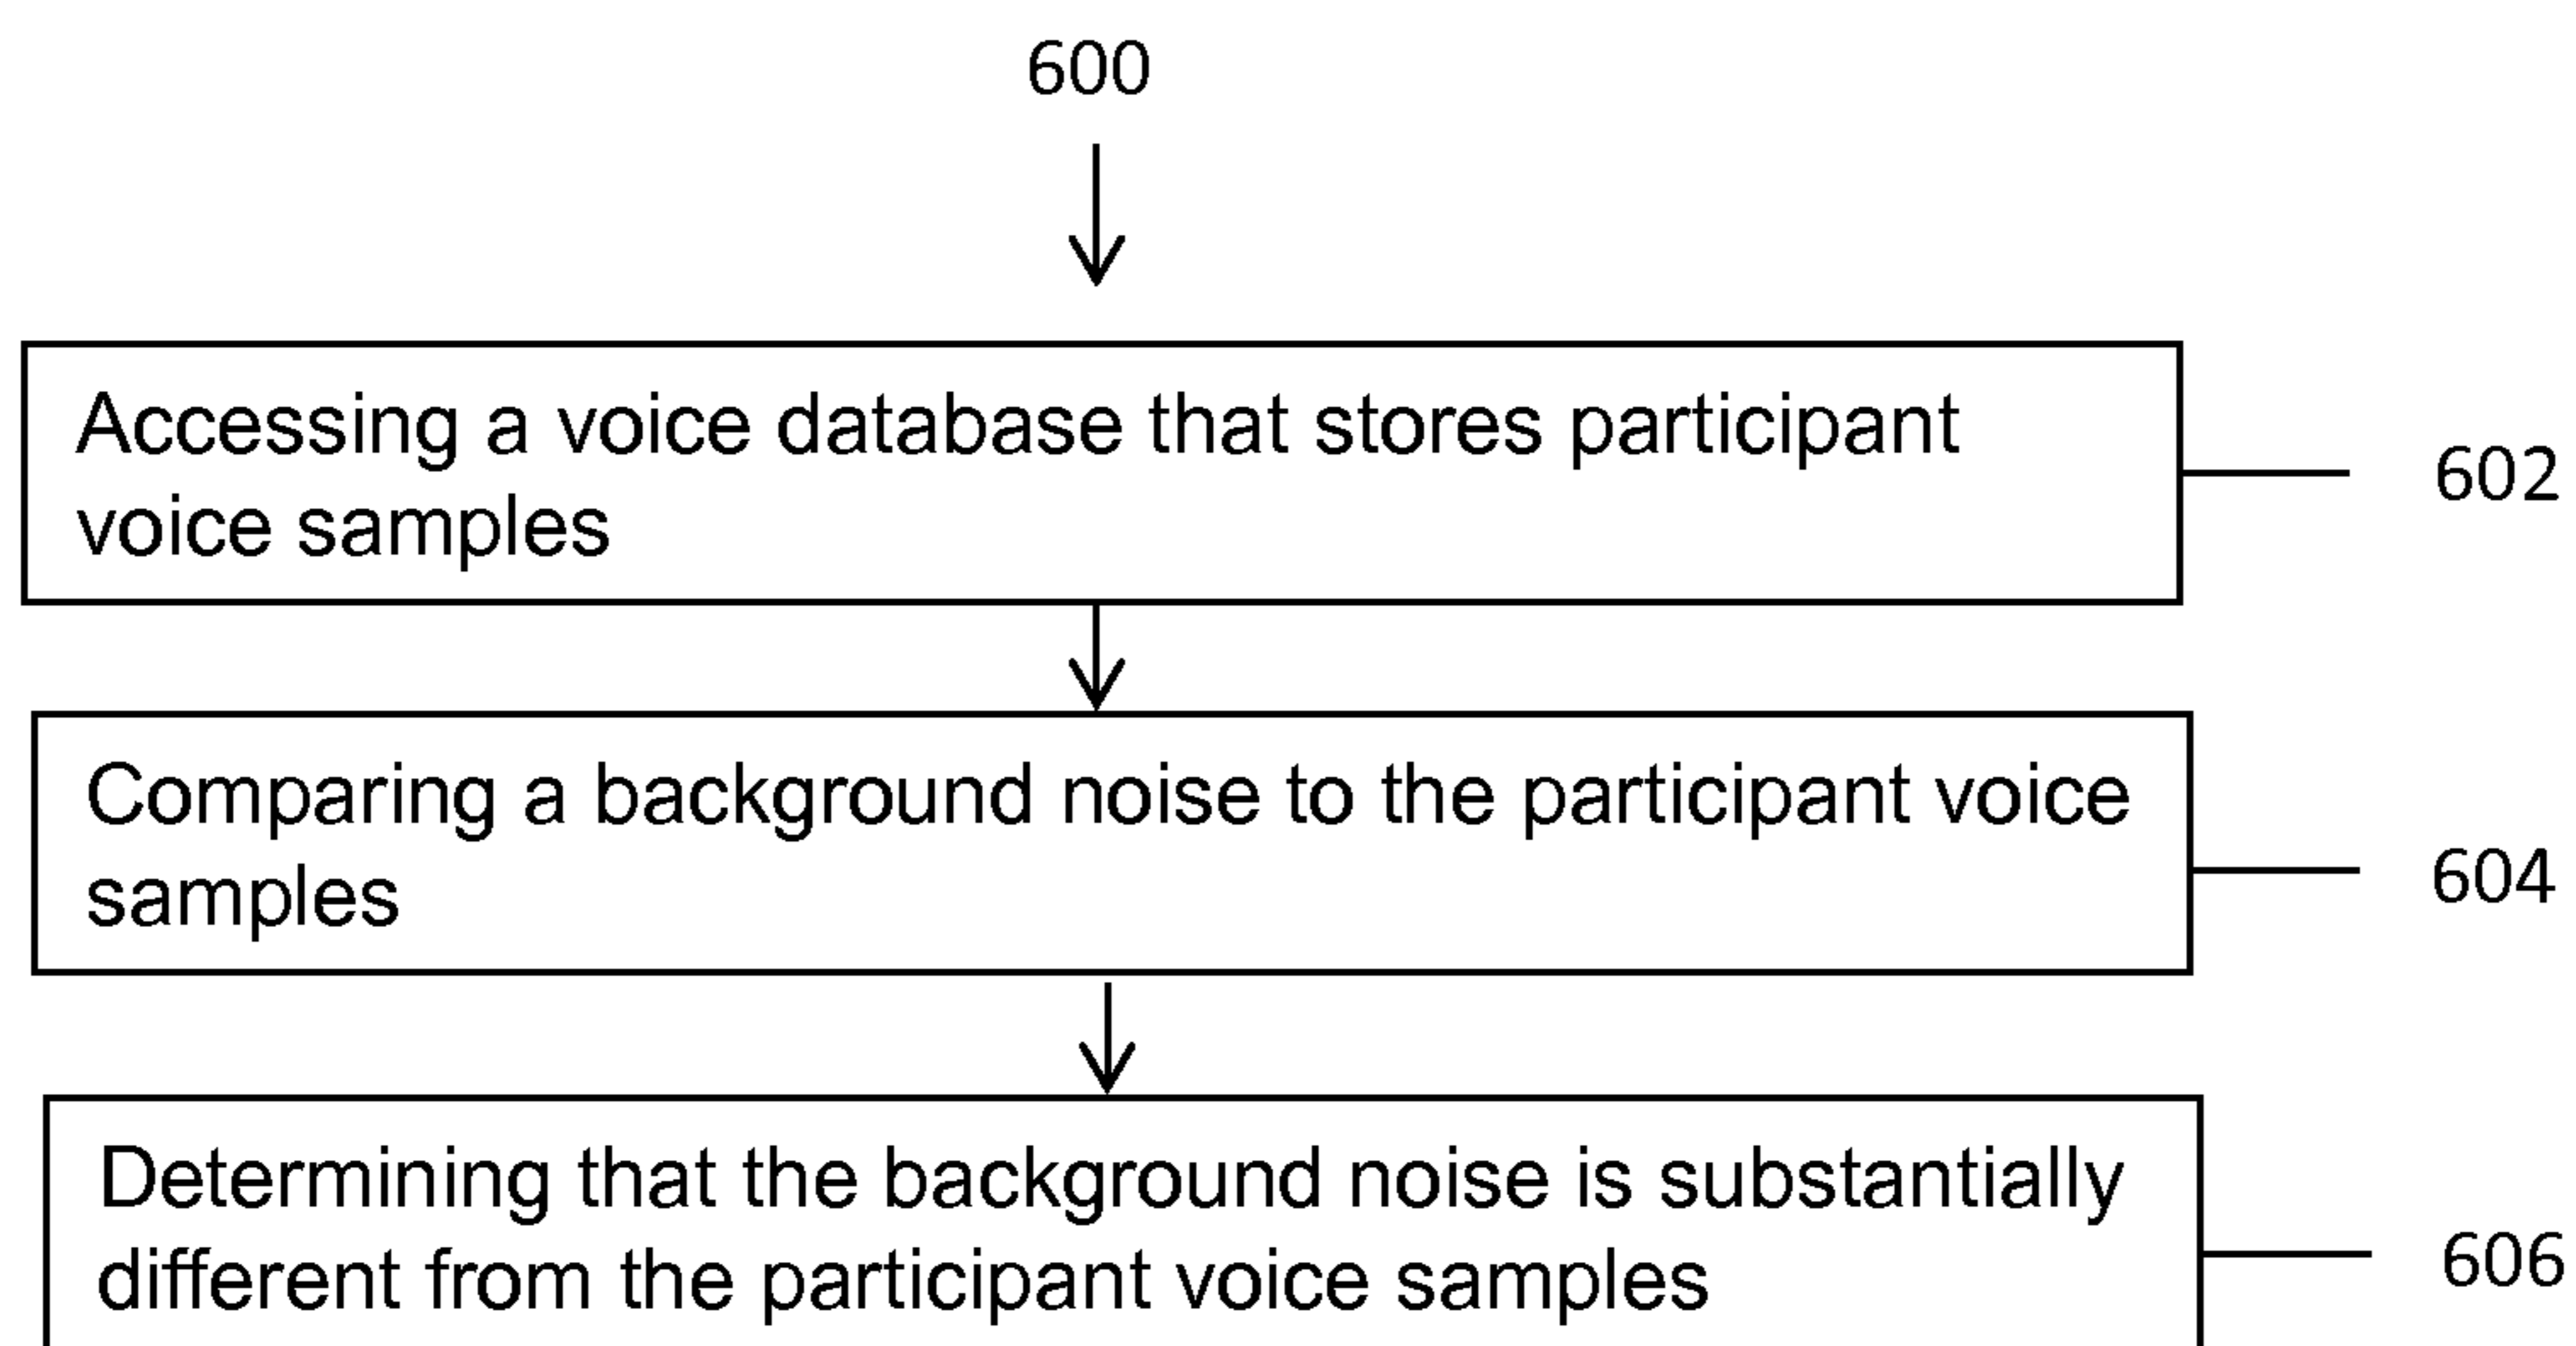 600
Accessing a voice database that stores participant
voice samples
602
Comparing a background noise to the participant voice
samples
604
Determining that the background noise is substantially
different from the participant voice samples
606